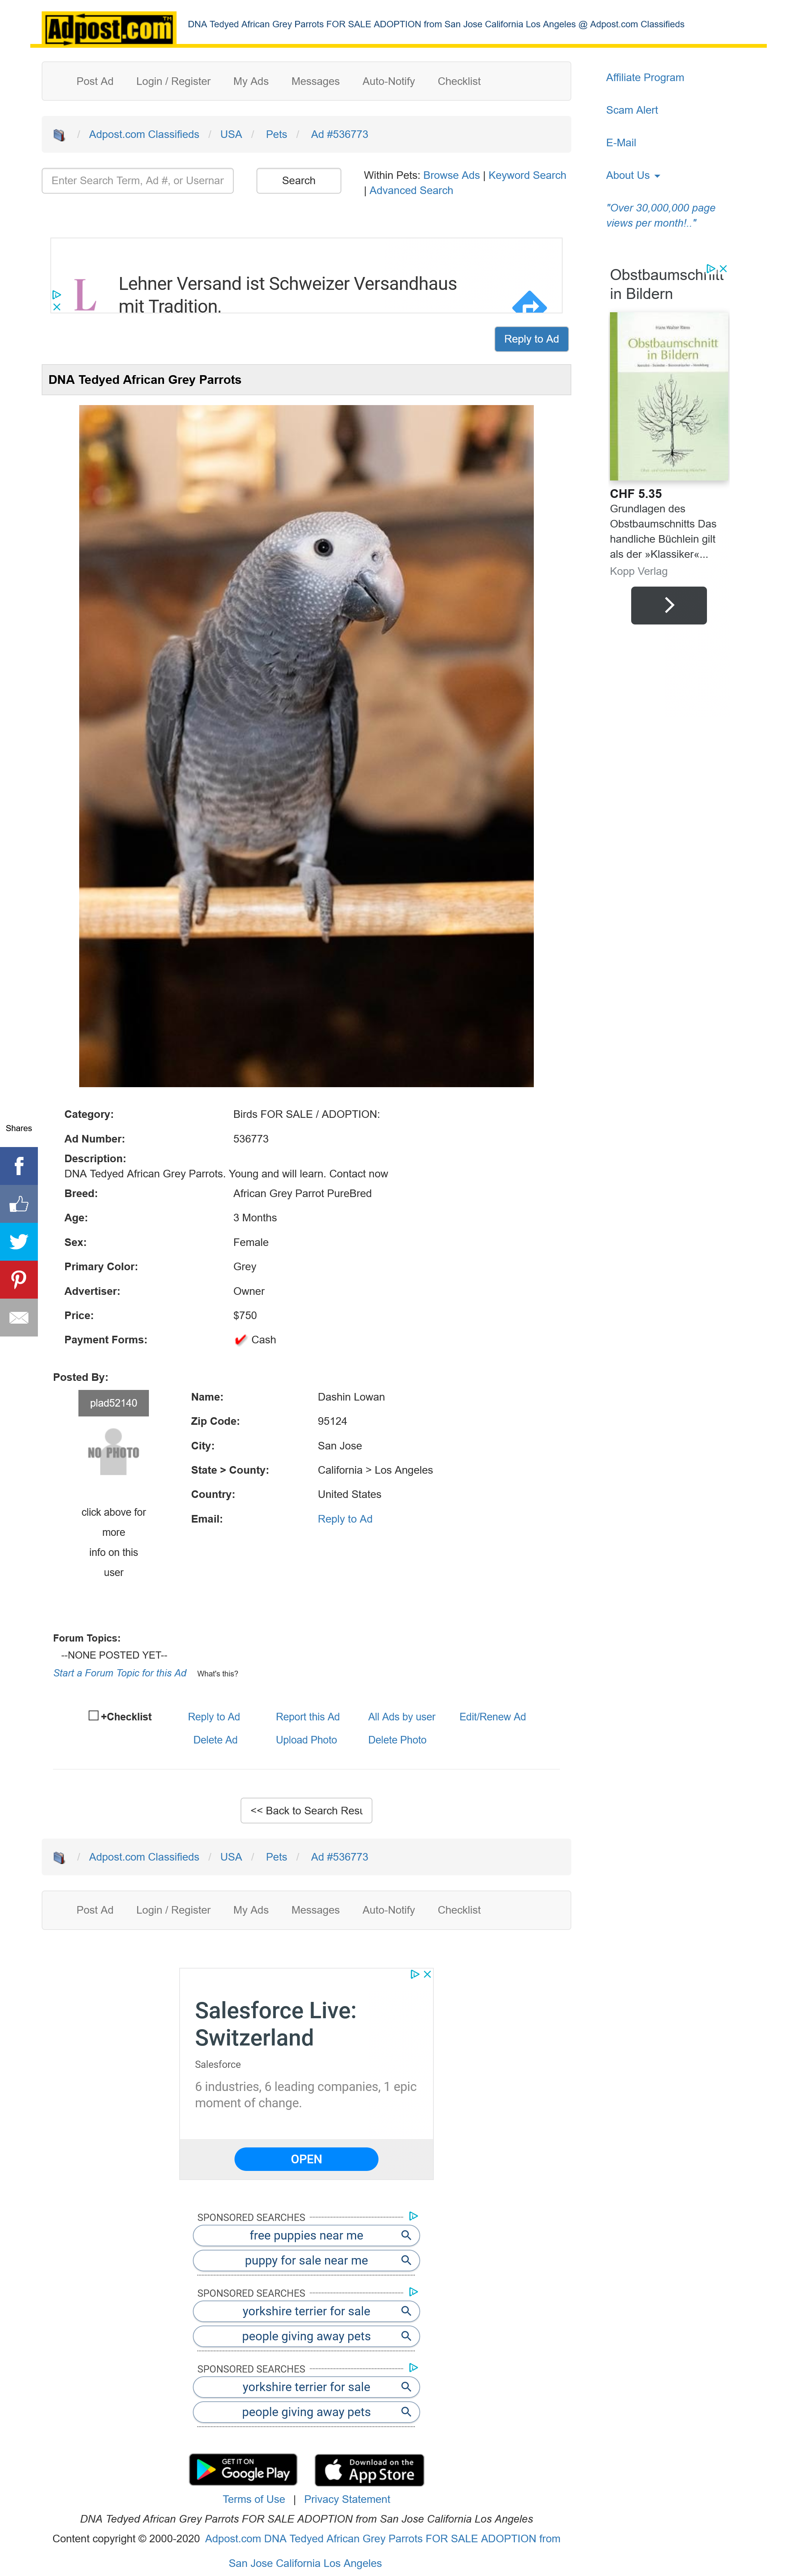 Adpost.com™
DNA Tedyed African Grey Parrots FOR SALE ADOPTION from San Jose California Los Angeles @ Adpost.com Classifieds
Post Ad Login / Register My Ads Messages Auto-Notify Checklist
/ Adpost.com Classifieds / USA / Pets / Ad #536773
Enter Search Term, Ad #, or Usernar
Search
Within Pets: Browse Ads | Keyword Search
| Advanced Search
Affiliate Program
Scam Alert
E-Mail
About Us
"Over 30,000,000 page
views per month!.."
L
Lehner Versand ist Schweizer Versandhaus
mit Tradition.
Reply to Ad
Obstbaumschnitt
in Bildern
Obstbaumschnitt
in Bildern
CHF 5.35
Grundlagen des
Obstbaumschnitts Das
handliche Büchlein gilt
als der »Klassiker«...
Kopp Verlag
DNA Tedyed African Grey Parrots
Category: Birds FOR SALE / ADOPTION:
Ad Number: 536773
Description:
DNA Tedyed African Grey Parrots. Young and will learn. Contact now
Breed: African Grey Parrot PureBred
Age: 3 Months
Sex: Female
Primary Color: Grey
Advertiser: Owner
Price: $750
Payment Forms: Cash
Shares
Posted By:
plad52140
NO PHOTO
click above for
more
info on this
user
Name: Dashin Lowan
Zip Code: 95124
City: San Jose
State > County: California > Los Angeles
Country: United States
Email: Reply to Ad
Forum Topics:
--NONE POSTED YET--
Start a Forum Topic for this Ad What's this?
+Checklist Reply to Ad Report this Ad All Ads by user Edit/Renew Ad
Delete Ad Upload Photo Delete Photo
<< Back to Search Resu
/ Adpost.com Classifieds / USA / Pets / Ad #536773
Post Ad Login / Register My Ads Messages Auto-Notify Checklist
Salesforce Live:
Switzerland
Salesforce
6 industries, 6 leading companies, 1 epic
moment of change.
OPEN
SPONSORED SEARCHES
free puppies near me
puppy for sale near me
SPONSORED SEARCHES
yorkshire terrier for sale
people giving away pets
SPONSORED SEARCHES
yorkshire terrier for sale
people giving away pets
GET IT ON
Google Play
Download on the
App Store
Terms of Use | Privacy Statement
DNA Tedyed African Grey Parrots FOR SALE ADOPTION from San Jose California Los Angeles
Content copyright © 2000-2020 Adpost.com DNA Tedyed African Grey Parrots FOR SALE ADOPTION from
San Jose California Los Angeles